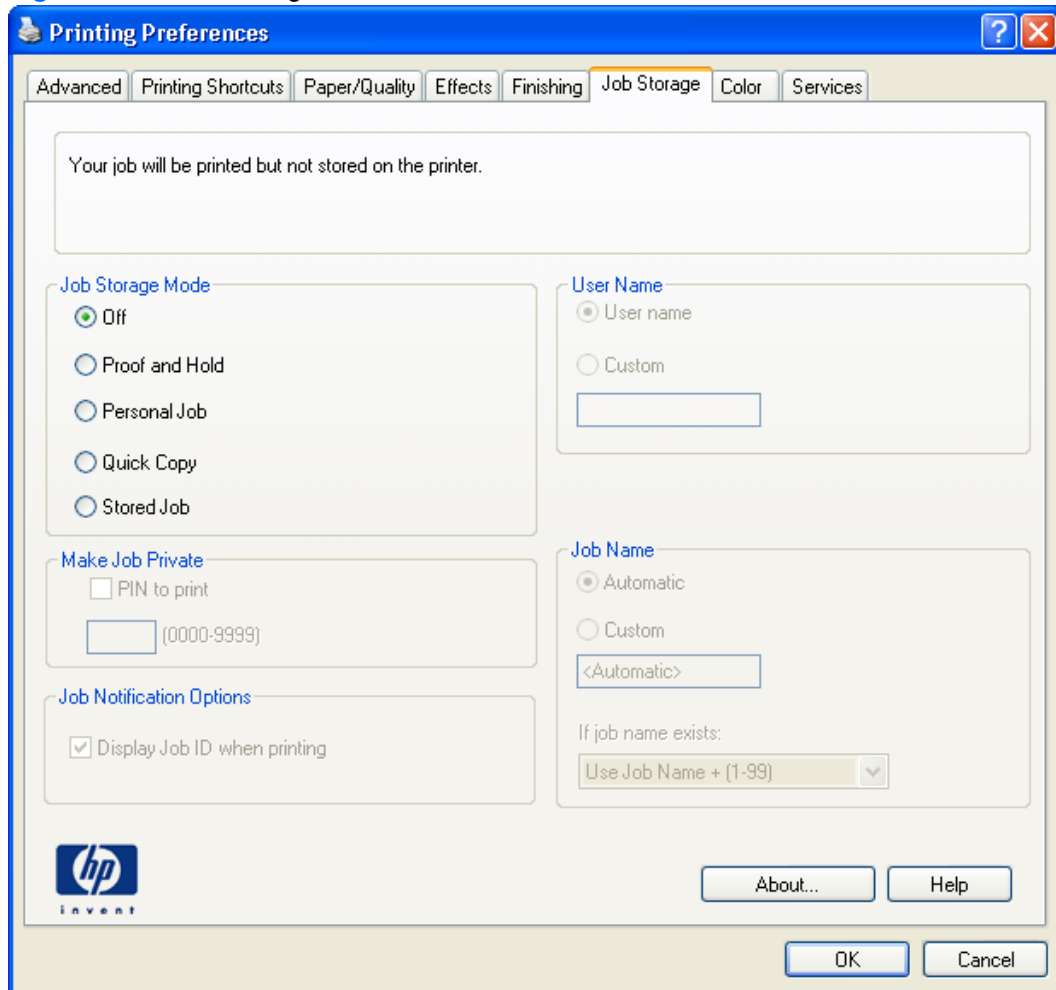 Printing Preferences
Advanced Printing Shortcuts Paper/Quality Effects Finishing Job Storage Color Services
Your job will be printed but not stored on the printer.
Job Storage Mode
Off
Proof and Hold
Personal Job
Quick Copy
Stored Job
User Name
User name
Custom
Make Job Private
PIN to print
(0000-9999)
Job Notification Options
Display Job ID when printing
Job Name
Automatic
Custom
<Automatic>
If job name exists:
Use Job Name + (1-99)
hp
invent
About... Help
OK Cancel